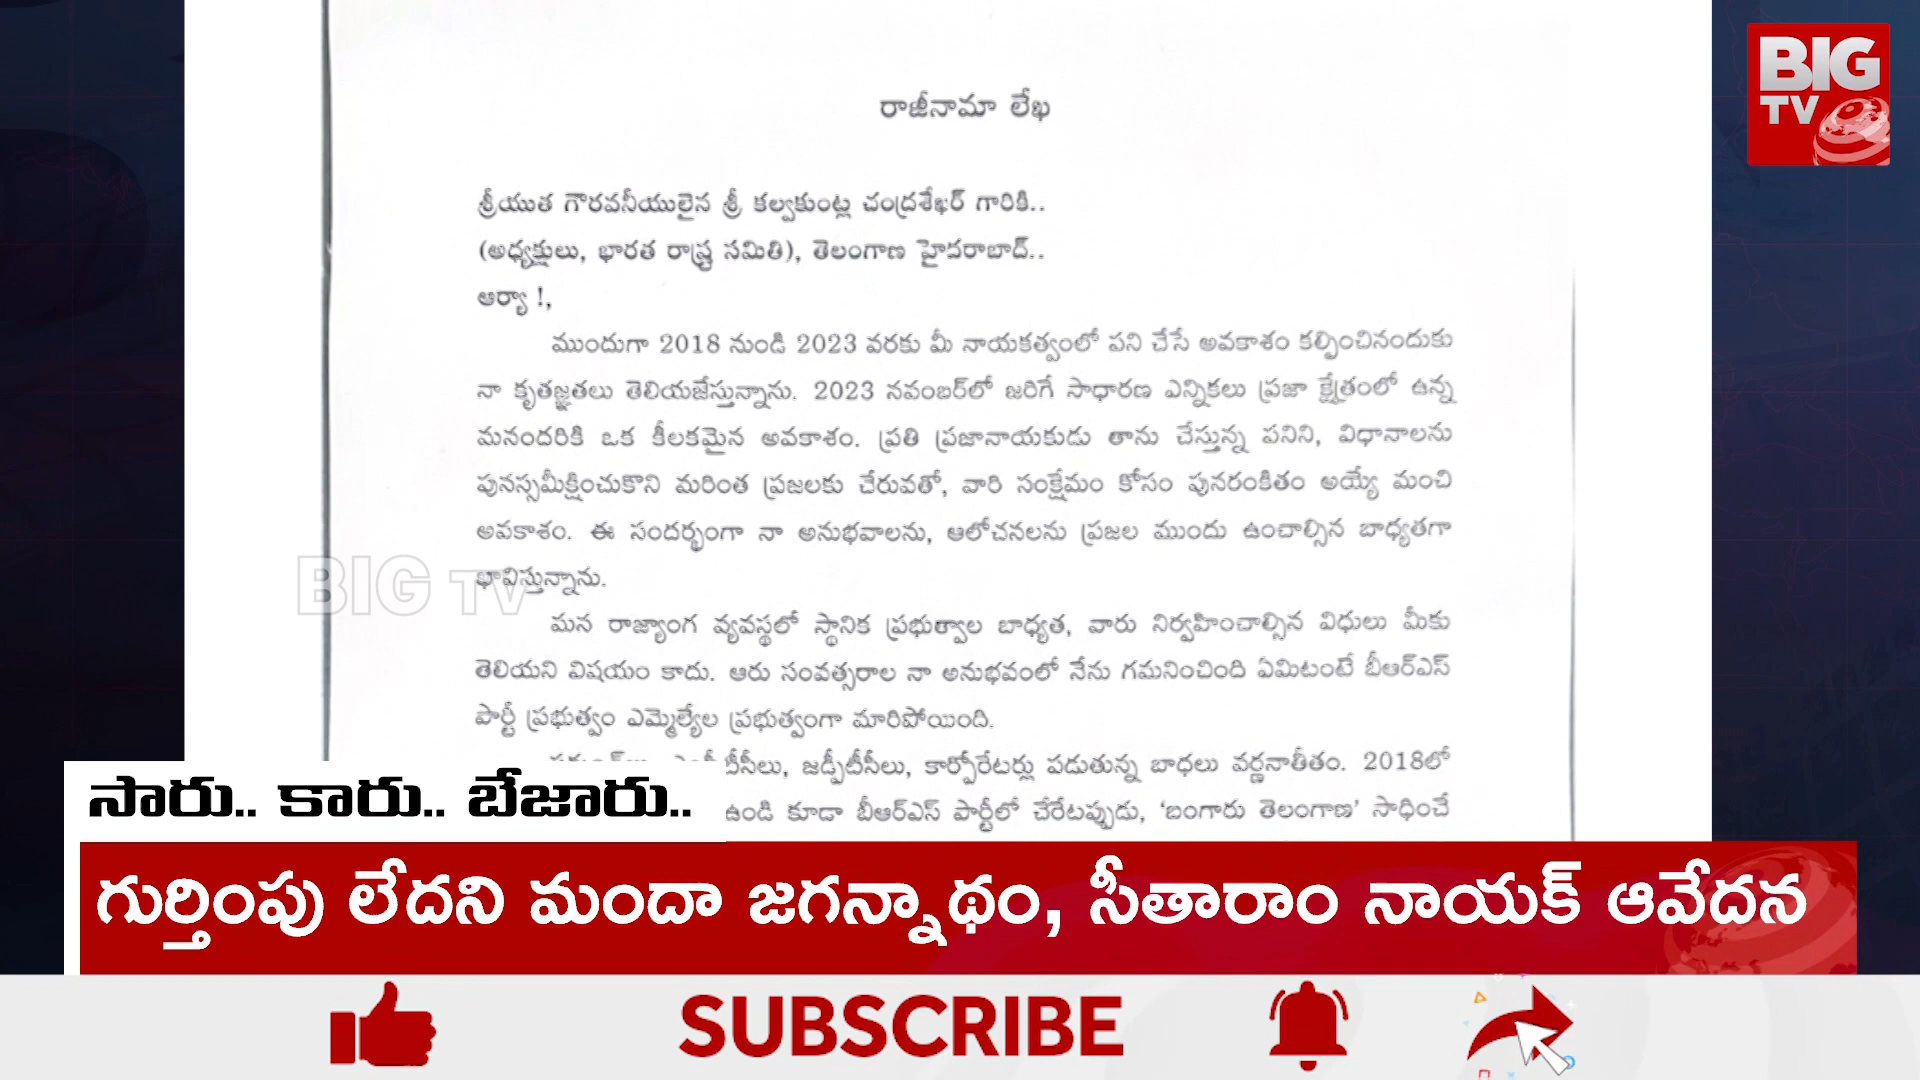 రాజీనామా లేఖ
శ్రీయుత గౌరవనీయులైన శ్రీ కల్వకుంట్ల చంద్రశేఖర్ గారికి..
(అధ్యక్షులు, భారత రాష్ట్ర సమితి), తెలంగాణ హైదరాబాద్..
ఆర్యా !,
ముందుగా 2018 నుండి 2023 వరకు మీ నాయకత్వంలో పని చేసే అవకాశం కల్పించినందుకు
నా కృతజ్ఞతలు తెలియజేస్తున్నాను. 2023 నవంబర్‌లో జరిగే సాధారణ ఎన్నికలు ప్రజా క్షేత్రంలో ఉన్న
మనందరికి ఒక కీలకమైన అవకాశం. ప్రతి ప్రజానాయకుడు తాను చేస్తున్న పనిని, విధానాలను
పునస్సమీక్షించుకొని మరింత ప్రజలకు చేరువతో, వారి సంక్షేమం కోసం పునరంకితం అయ్యే మంచి
అవకాశం. ఈ సందర్భంగా నా అనుభవాలను, ఆలోచనలను ప్రజల ముందు ఉంచాల్సిన బాధ్యతగా
భావిస్తున్నాను.
మన రాజ్యాంగ వ్యవస్థలో స్థానిక ప్రభుత్వాల బాధ్యత, వారు నిర్వహించాల్సిన విధులు మీకు
తెలియని విషయం కాదు. ఆరు సంవత్సరాల నా అనుభవంలో నేను గమనించింది ఏమిటంటే బీఆర్ఎస్
పార్టీ ప్రభుత్వం ఎమ్మెల్యేల ప్రభుత్వంగా మారిపోయింది.
జడ్పీటీసీలు, కార్పోరేటర్లు పడుతున్న బాధలు వర్ణనాతీతం. 2018లో
ఉండి కూడా బీఆర్ఎస్ పార్టీలో చేరేటప్పుడు, 'బంగారు తెలంగాణ' సాధించే
BIG TV
BIG
TV
సారు.. కారు.. బేజారు..
గుర్తింపు లేదని మందా జగన్నాథం, సీతారాం నాయక్ ఆవేదన
SUBSCRIBE